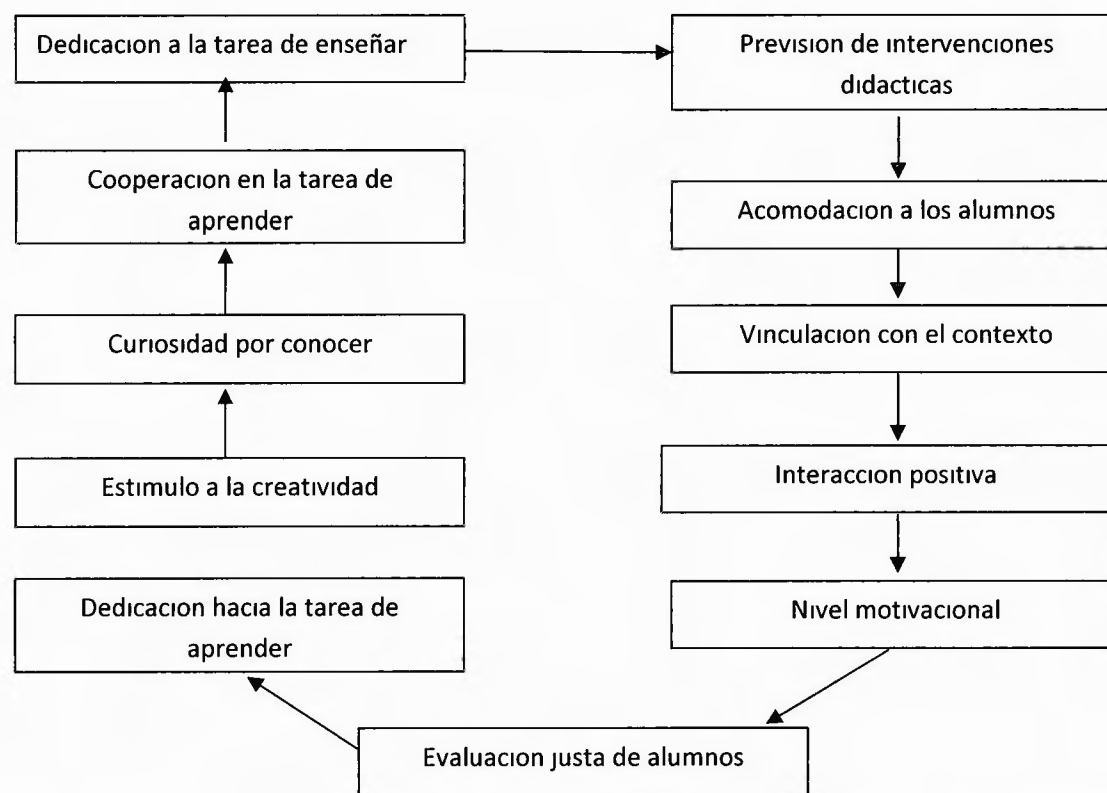 Dedicacion a la tarea de enseñar
Prevision de intervenciones
didacticas
Cooperacion en la tarea de
aprender
Acomodacion a los alumnos
Curiosidad por conocer
Vinculacion con el contexto
Estimulo a la creatividad
Interaccion positiva
Dedicacion hacia la tarea de
aprender
Nivel motivacional
Evaluacion justa de alumnos